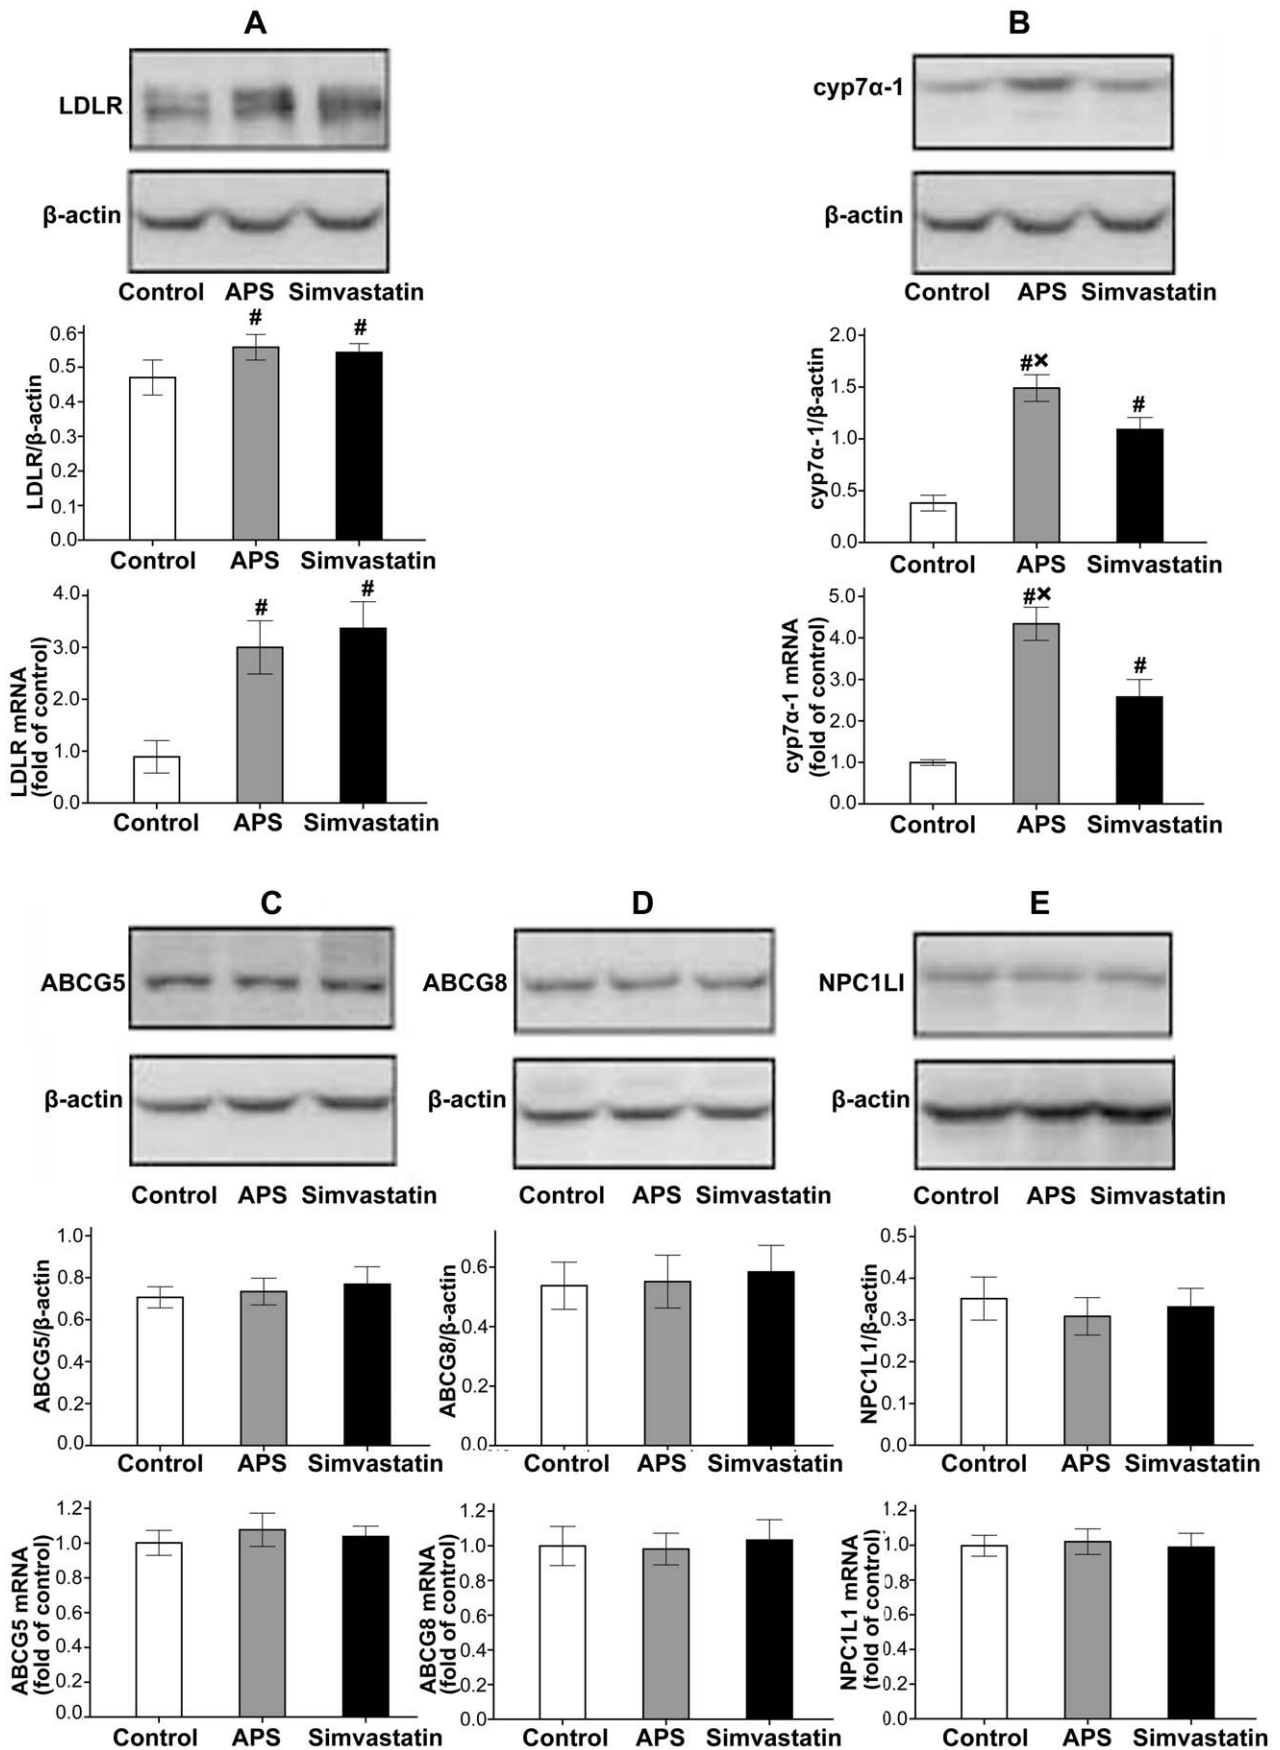 A
LDLR
β-actin
Control APS Simvastatin
0.6
0.5
0.4
0.3
0.2
0.1
0.0
LDLR/β-actin
# #
Control APS Simvastatin
4.0
3.0
2.0
1.0
0.0
LDLR mRNA
(fold of control)
# #
Control APS Simvastatin
B
cyp7α-1
β-actin
Control APS Simvastatin
2.0
1.5
1.0
0.5
0.0
cyp7α-1/β-actin
#× #
Control APS Simvastatin
5.0
4.0
3.0
2.0
1.0
0.0
cyp7α-1 mRNA
(fold of control)
#× #
Control APS Simvastatin
C
ABCG5
β-actin
Control APS Simvastatin
1.0
0.8
0.6
0.4
0.2
0.0
ABCG5/β-actin
Control APS Simvastatin
1.2
1.0
0.8
0.6
0.4
0.2
0.0
ABCG5 mRNA
(fold of control)
Control APS Simvastatin
D
ABCG8
β-actin
Control APS Simvastatin
0.6
0.4
0.2
0.0
ABCG8/β-actin
Control APS Simvastatin
1.2
1.0
0.8
0.6
0.4
0.2
0.0
ABCG8 mRNA
(fold of control)
Control APS Simvastatin
E
NPC1LI
β-actin
Control APS Simvastatin
0.5
0.4
0.3
0.2
0.1
0.0
NPC1L1/β-actin
Control APS Simvastatin
1.2
1.0
0.8
0.6
0.4
0.2
0.0
NPC1L1 mRNA
(fold of control)
Control APS Simvastatin